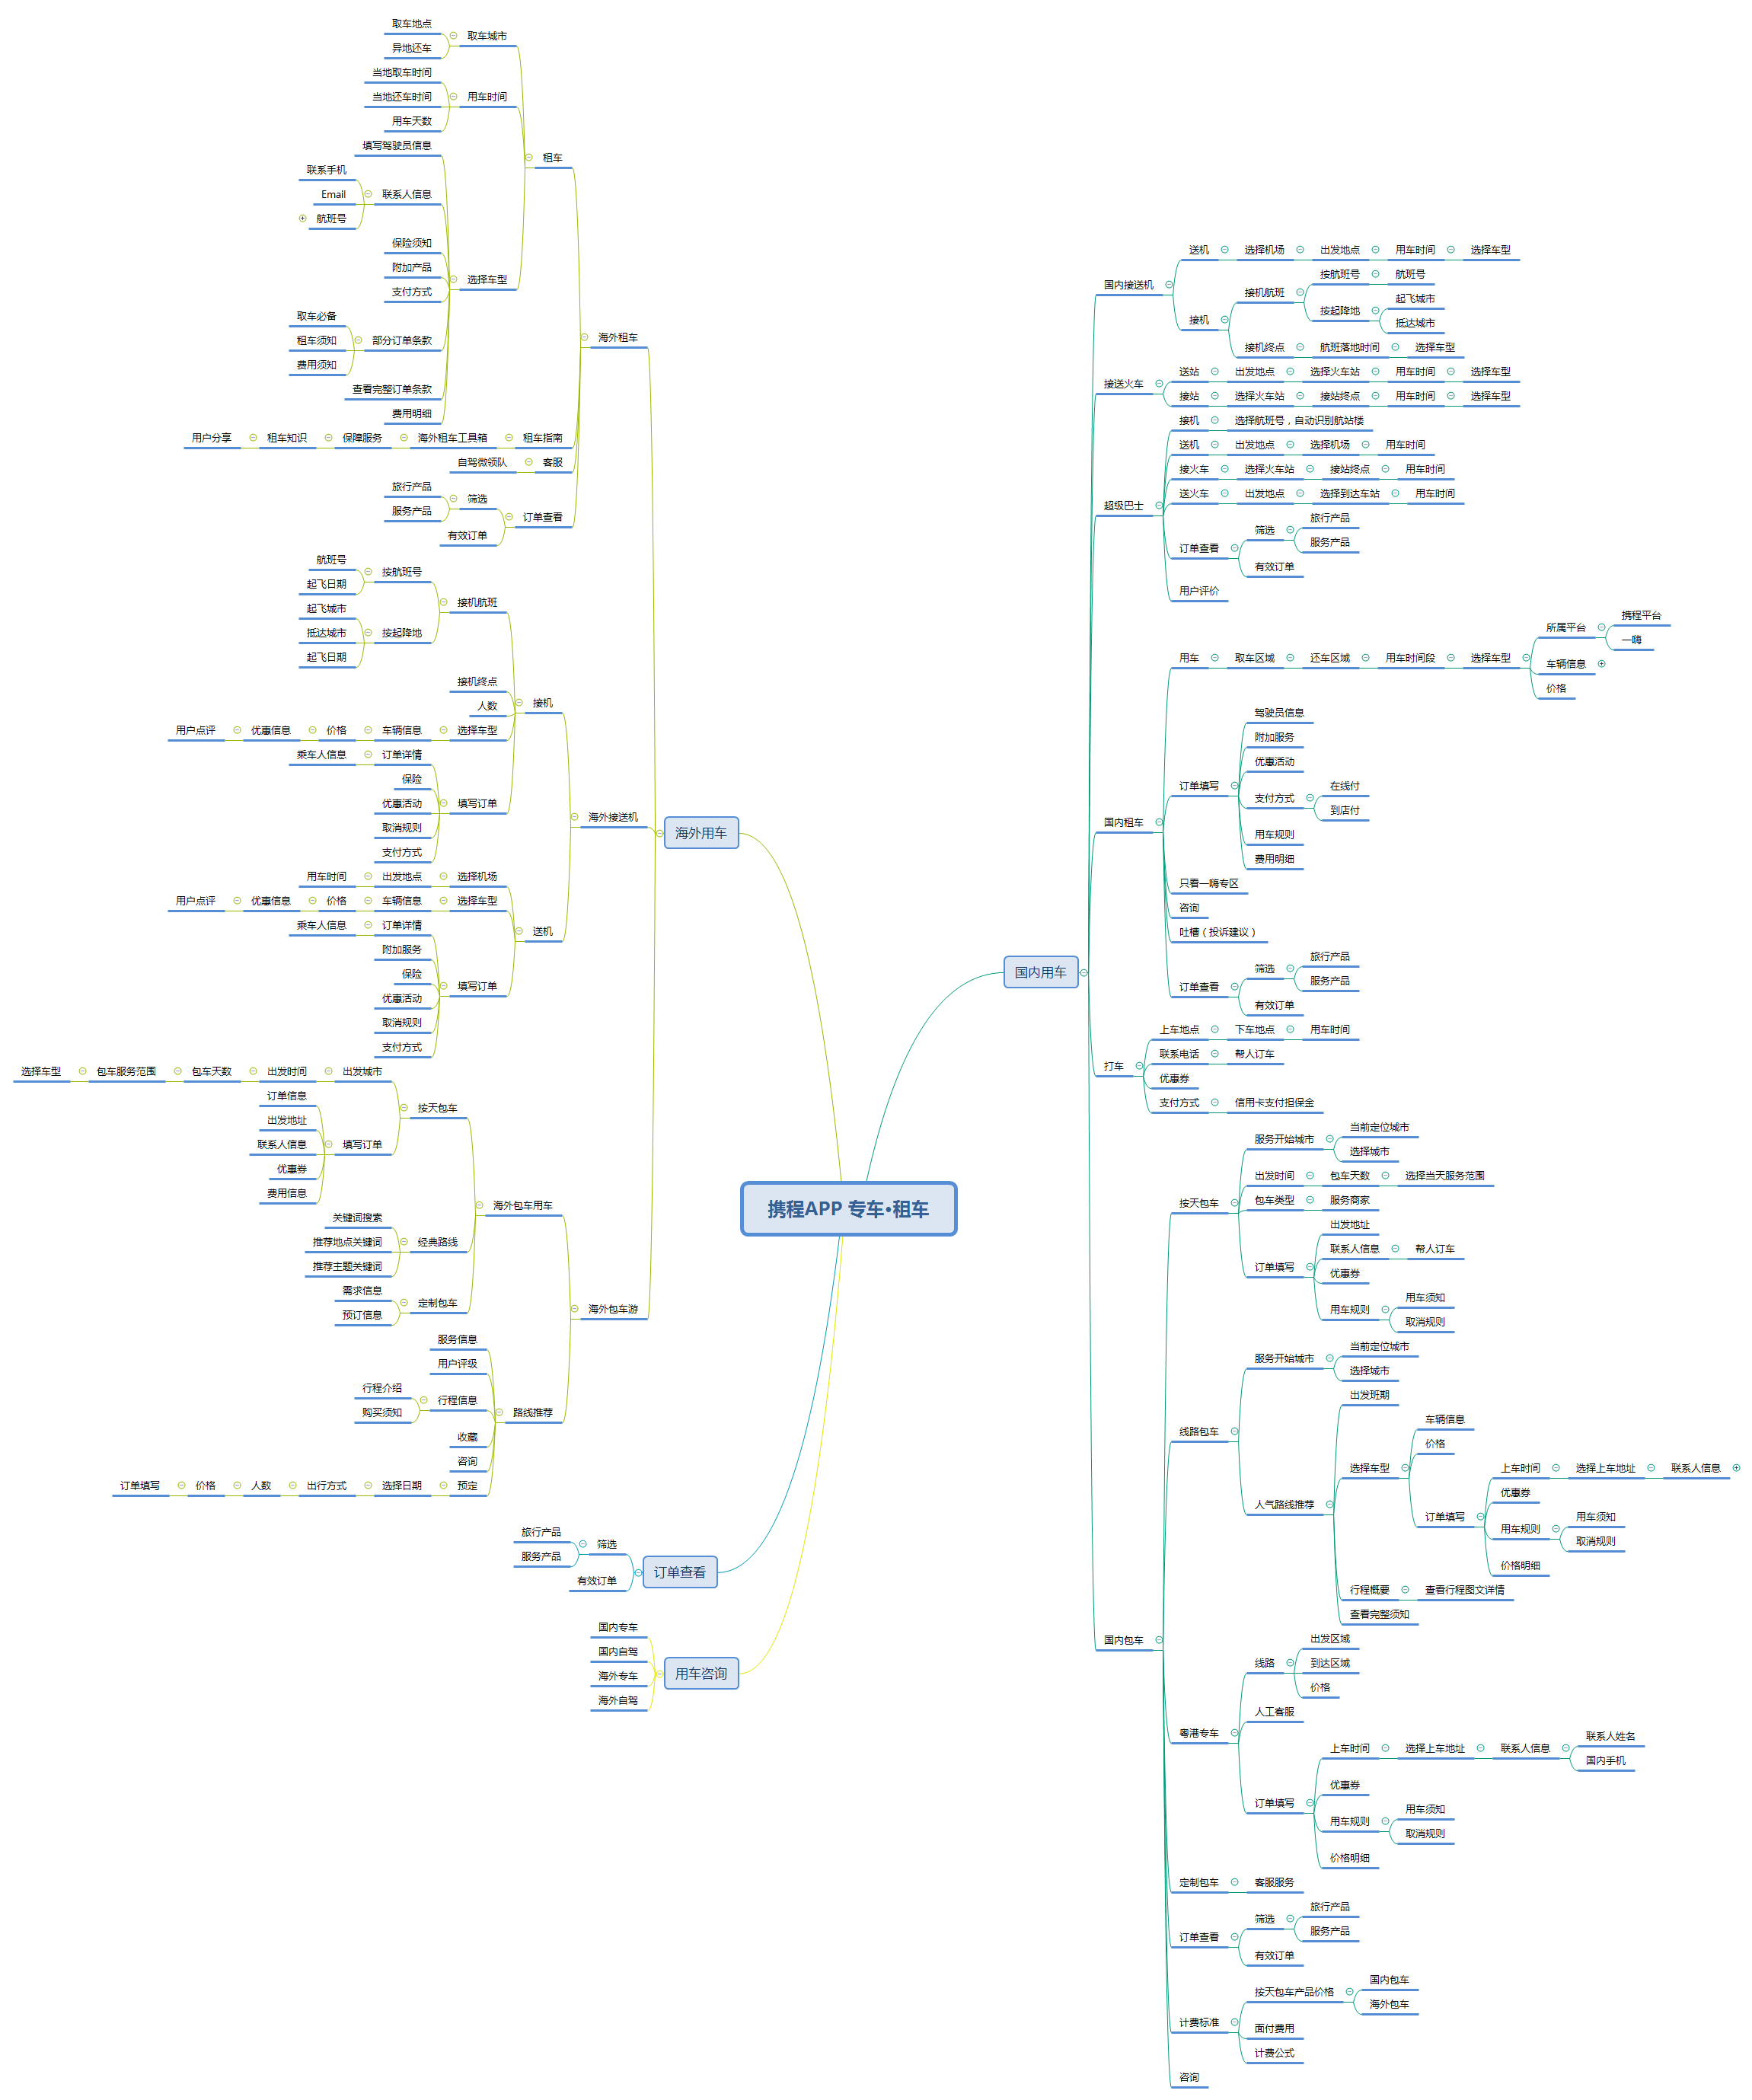 携程APP 专车•租车
海外用车
海外租车
租车
取车城市
取车地点
异地还车
用车时间
当地取车时间
当地还车时间
用车天数
选择车型
填写驾驶员信息
联系人信息
联系手机
Email
航班号
保险须知
附加产品
支付方式
部分订单条款
取车必备
租车须知
费用须知
查看完整订单条款
费用明细
租车指南
海外租车工具箱
保障服务
租车知识
用户分享
客服
自驾微领队
订单查看
筛选
旅行产品
服务产品
有效订单
海外接送机
接机
接机航班
按航班号
航班号
起飞日期
按起降地
起飞城市
抵达城市
起飞日期
接机终点
人数
选择车型
车辆信息
价格
优惠信息
用户点评
填写订单
订单详情
乘车人信息
保险
优惠活动
取消规则
支付方式
送机
选择机场
出发地点
用车时间
选择车型
车辆信息
价格
优惠信息
用户点评
填写订单
订单详情
乘车人信息
附加服务
保险
优惠活动
取消规则
支付方式
海外包车游
海外包车用车
按天包车
出发城市
出发时间
包车天数
包车服务范围
选择车型
填写订单
订单信息
出发地址
联系人信息
优惠券
费用信息
经典路线
关键词搜索
推荐地点关键词
推荐主题关键词
定制包车
需求信息
预订信息
路线推荐
服务信息
用户评级
行程信息
行程介绍
购买须知
收藏
咨询
预定
选择日期
出行方式
人数
价格
订单填写
订单查看
筛选
旅行产品
服务产品
有效订单
用车咨询
国内专车
国内自驾
海外专车
海外自驾
国内用车
国内接送机
送机
选择机场
出发地点
用车时间
选择车型
接机
接机航班
按航班号
航班号
按起降地
起飞城市
抵达城市
接机终点
航班落地时间
选择车型
接送火车
送站
出发地点
选择火车站
用车时间
选择车型
接站
选择火车站
接站终点
用车时间
选择车型
超级巴士
接机
选择航班号，自动识别航站楼
送机
出发地点
选择机场
用车时间
接火车
选择火车站
接站终点
用车时间
送火车
出发地点
选择到达车站
用车时间
订单查看
筛选
旅行产品
服务产品
有效订单
用户评价
国内租车
用车
取车区域
还车区域
用车时间段
选择车型
所属平台
携程平台
一嗨
车辆信息
价格
订单填写
驾驶员信息
附加服务
优惠活动
支付方式
在线付
到店付
用车规则
费用明细
只看一嗨专区
咨询
吐槽（投诉建议）
订单查看
筛选
旅行产品
服务产品
有效订单
打车
上车地点
下车地点
用车时间
联系电话
帮人订车
优惠券
支付方式
信用卡支付担保金
国内包车
按天包车
服务开始城市
当前定位城市
选择城市
出发时间
包车天数
选择当天服务范围
包车类型
服务商家
订单填写
出发地址
联系人信息
帮人订车
优惠券
用车规则
用车须知
取消规则
线路包车
服务开始城市
当前定位城市
选择城市
人气路线推荐
出发班期
选择车型
车辆信息
价格
订单填写
上车时间
选择上车地址
联系人信息
优惠券
用车规则
用车须知
取消规则
价格明细
行程概要
查看行程图文详情
查看完整须知
粤港专车
线路
出发区域
到达区域
价格
人工客服
订单填写
上车时间
选择上车地址
联系人信息
联系人姓名
国内手机
优惠券
用车规则
用车须知
取消规则
价格明细
定制包车
客服服务
订单查看
筛选
旅行产品
服务产品
有效订单
计费标准
按天包车产品价格
国内包车
海外包车
面付费用
计费公式
咨询